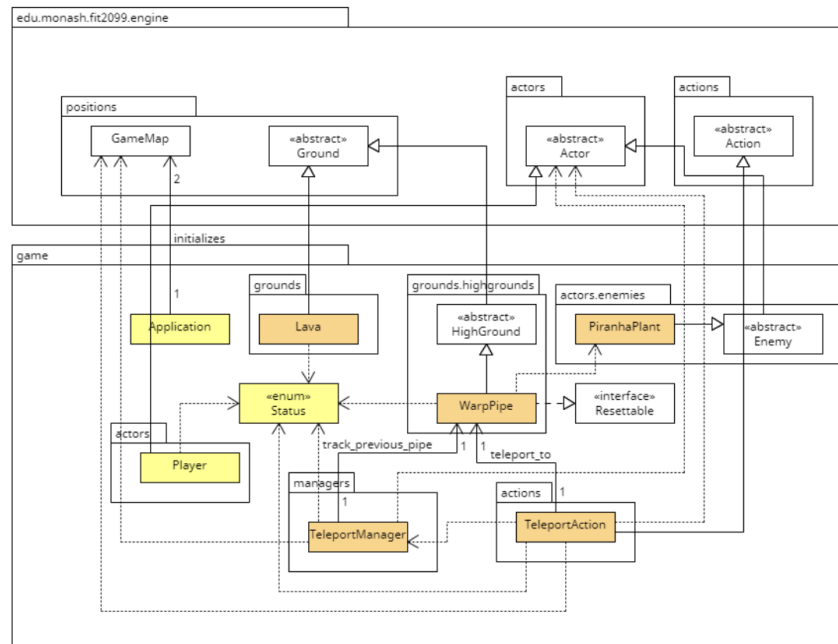 edu.monash.fit2099.engine
actors
actions
positions
GameMap
«abstract»
Ground
«abstract»
Actor
«abstract»
Action
2
initializes
game
1
grounds
grounds.highgrounds
actors.enemies
Application
Lava
«abstract»
HighGround
PiranhaPlant
«abstract»
Enemy
«enum»
Status
WarpPipe
«interface»
Resettable
actors
Player
track_previous_pipe
1
1
teleport_to
managers
1
actions
1
TeleportManager
TeleportAction